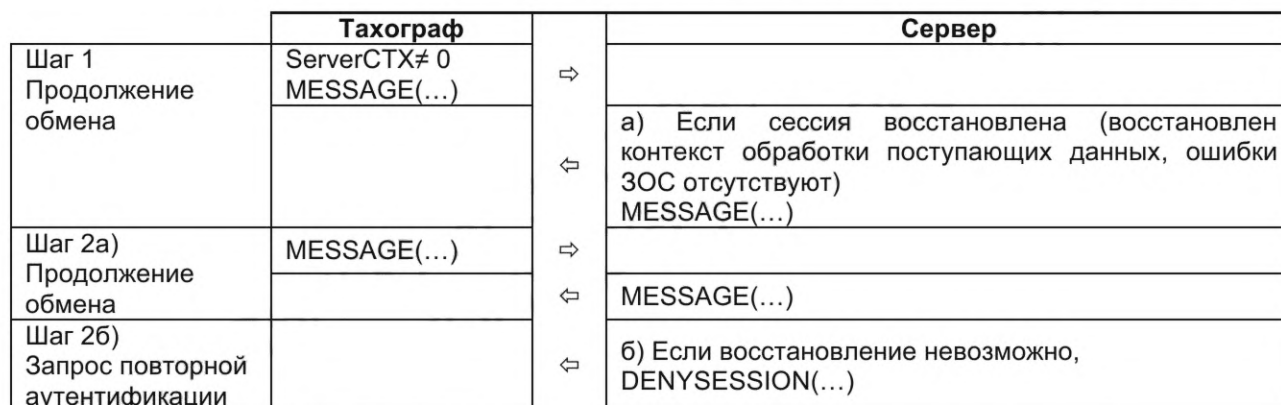 Тахограф
Сервер
Шаг 1
Продолжение
обмена
ServerCTX≠ 0
MESSAGE(…)
⇨
⇦
а) Если сессия восстановлена (восстановлен
контекст обработки поступающих данных, ошибки
ЗОС отсутствуют)
MESSAGE(…)
Шаг 2а)
Продолжение
обмена
MESSAGE(…)
⇨
⇦
MESSAGE(…)
Шаг 2б)
Запрос повторной
аутентификации
⇦
б) Если восстановление невозможно,
DENYSESSION(…)